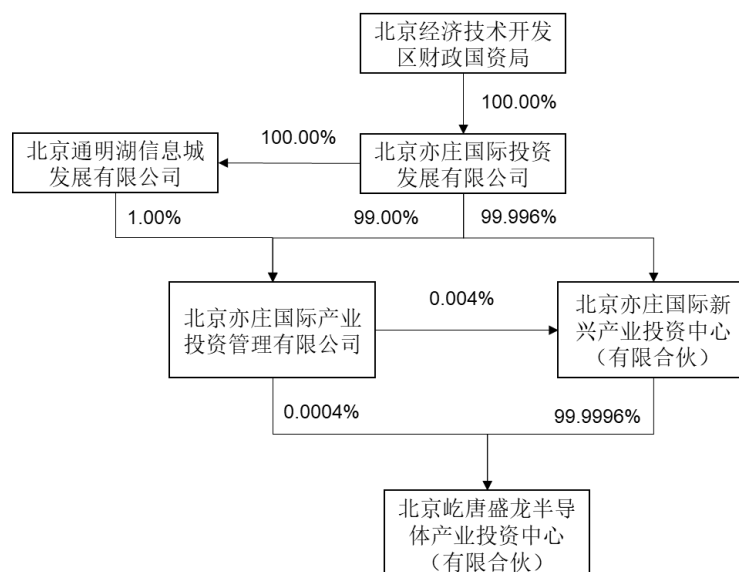 北京经济技术开发
区财政国资局
100.00%
100.00%
北京通明湖信息城
发展有限公司
北京亦庄国际投资
发展有限公司
1.00%
99.00%
99.996%
北京亦庄国际产业
投资管理有限公司
0.004%
北京亦庄国际新
兴产业投资中心
（有限合伙）
0.0004%
99.9996%
北京屹唐盛龙半导
体产业投资中心
（有限合伙）